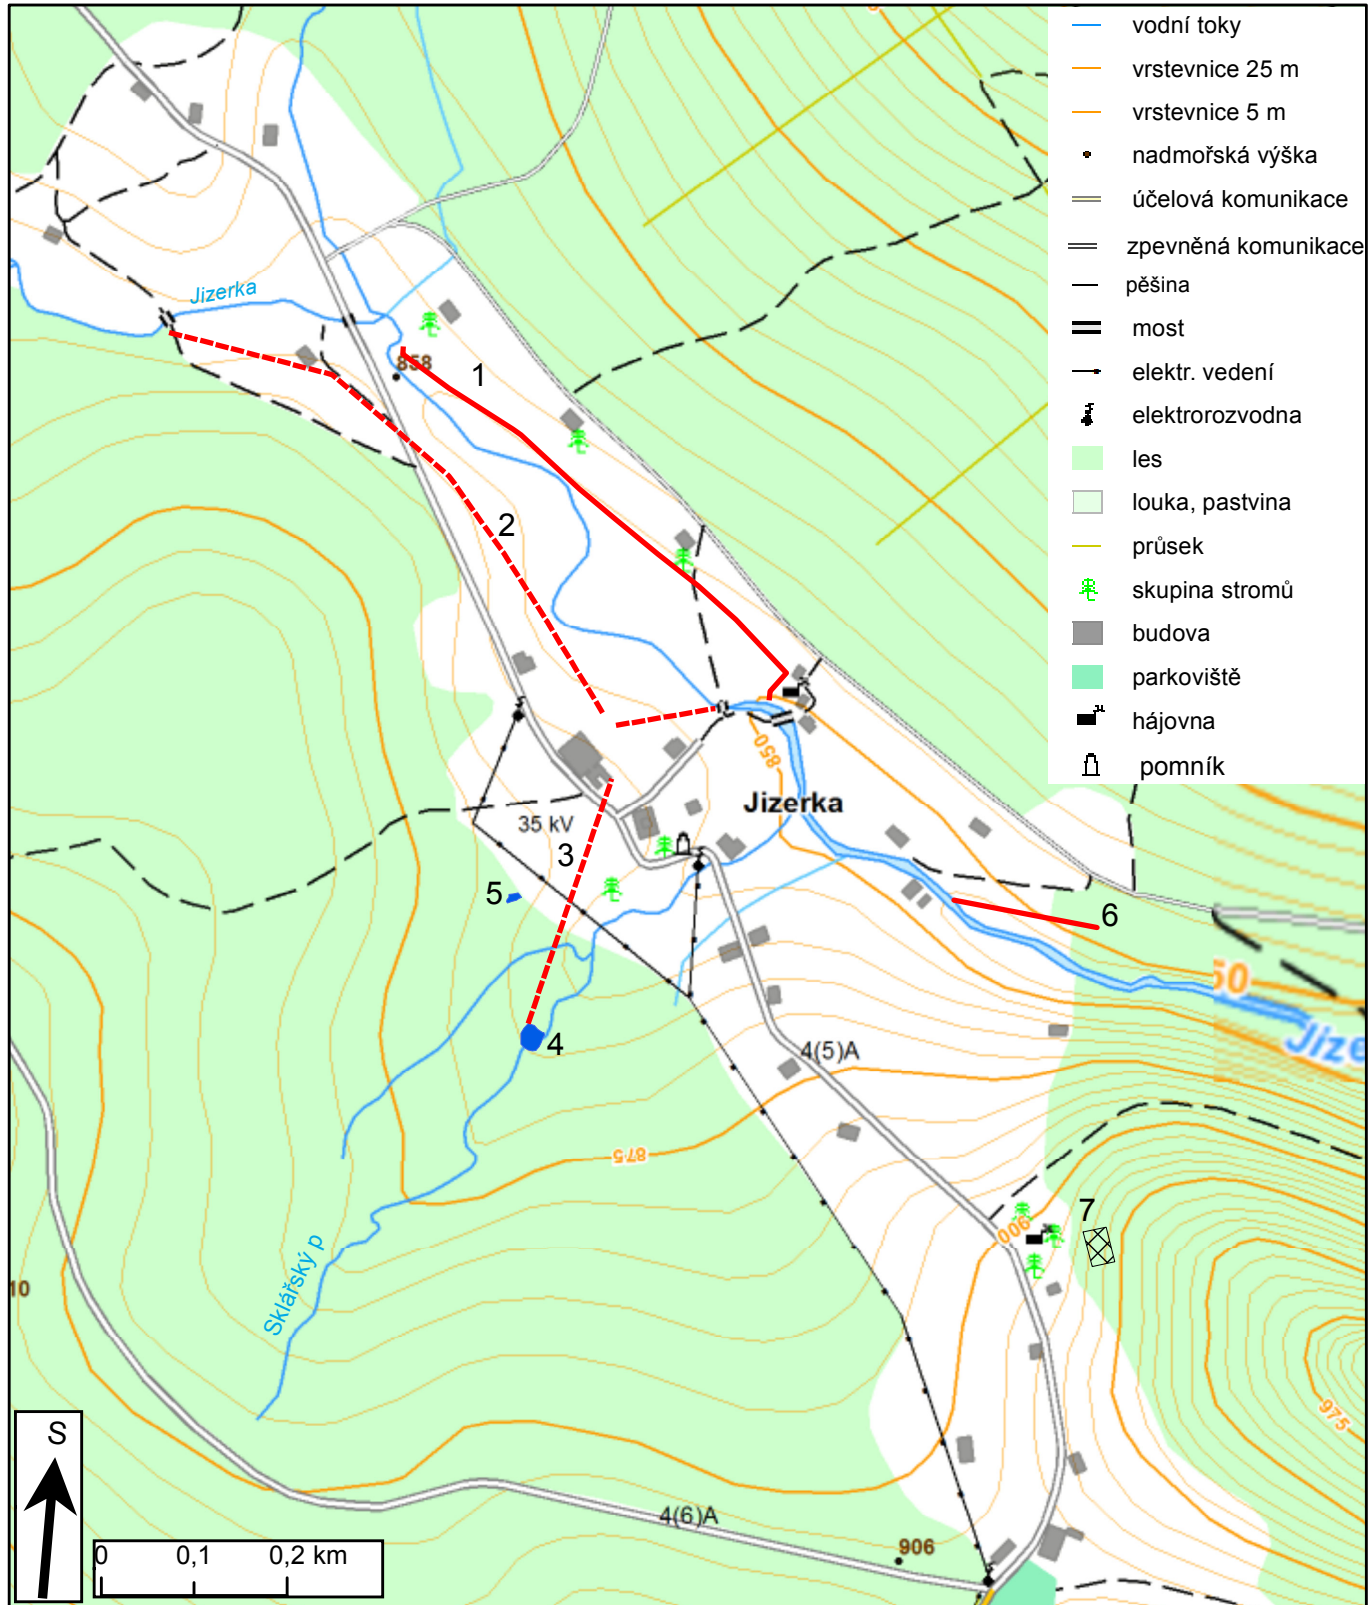 vodní toky
vrstevnice 25 m
vrstevnice 5 m
nadmořská výška
účelová komunikace
zpevněná komunikace
pěšina
most
elektr. vedení
elektrorozvodna
les
louka, pastvina
průsek
skupina stromů
budova
parkoviště
hájovna
pomník
Jizerka
858
1
2
850
Jizerka
35 kV
3
5
6
4
50
Jize
4(5)A
875
7
900
Sklářský p
10
975
S
0 0,1 0,2 km
4(6)A
906